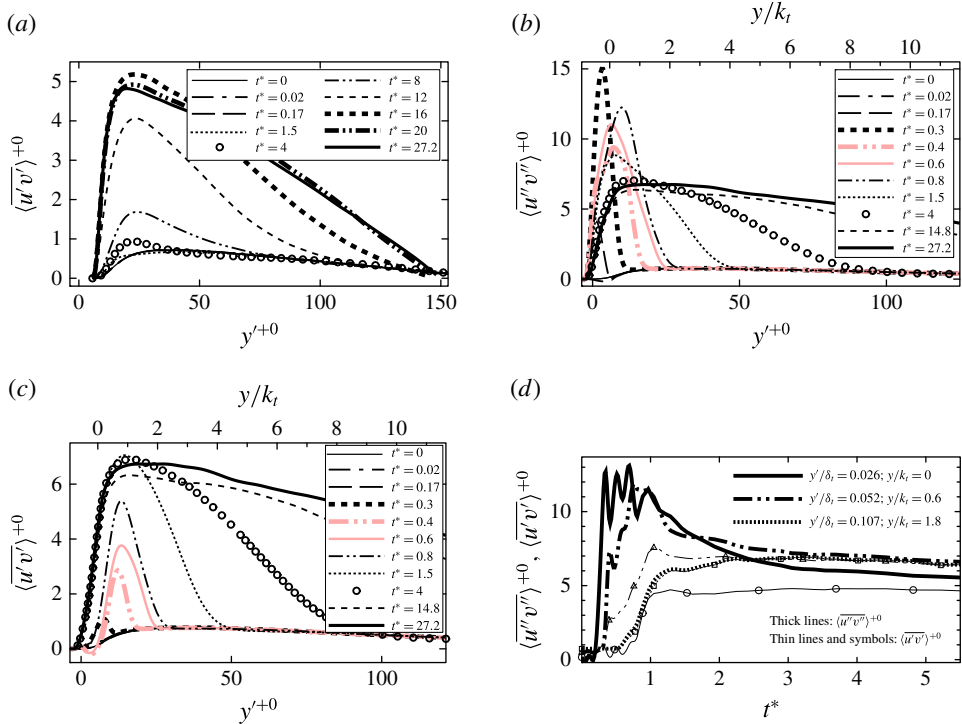 (a)
5
4
3
2
1
0
⟨u′v′⟩⁺⁰
t* = 0
t* = 0.02
t* = 0.17
t* = 1.5
t* = 4
t* = 8
t* = 12
t* = 16
t* = 20
t* = 27.2
0 50 100 150
y′⁺⁰
(b)
y/kₜ
0 2 4 6 8 10
15
10
5
0
⟨u″v″⟩⁺⁰
t* = 0
t* = 0.02
t* = 0.17
t* = 0.3
t* = 0.4
t* = 0.6
t* = 0.8
t* = 1.5
t* = 4
t* = 14.8
t* = 27.2
0 50 100
y′⁺⁰
(c)
y/kₜ
0 2 4 6 8 10
6
4
2
0
⟨u′v′⟩⁺⁰
t* = 0
t* = 0.02
t* = 0.17
t* = 0.3
t* = 0.4
t* = 0.6
t* = 0.8
t* = 1.5
t* = 4
t* = 14.8
t* = 27.2
0 50 100
y′⁺⁰
(d)
10
5
0
⟨u″v″⟩⁺⁰, ⟨u′v′⟩⁺⁰
y′/δₜ = 0.026; y/kₜ = 0
y′/δₜ = 0.052; y/kₜ = 0.6
y′/δₜ = 0.107; y/kₜ = 1.8
Thick lines: ⟨u″v″⟩⁺⁰
Thin lines and symbols: ⟨u′v′⟩⁺⁰
1 2 3 4 5
t*